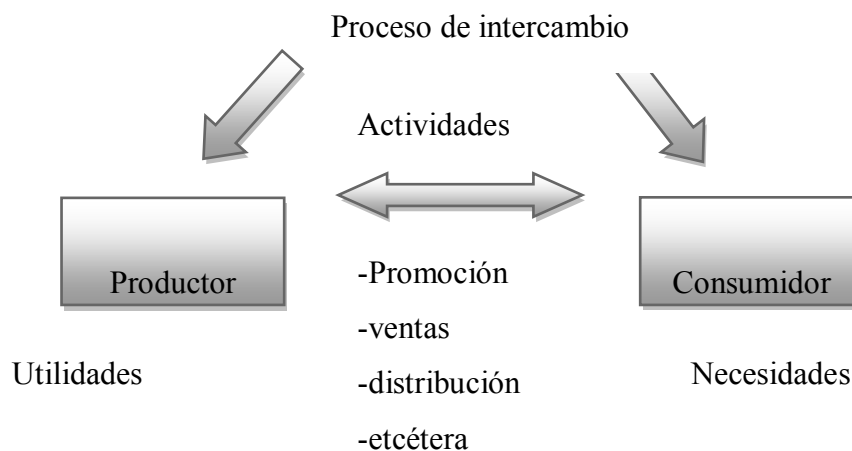 Proceso de intercambio
Actividades
Productor
Consumidor
-Promoción
-ventas
-distribución
-etcétera
Utilidades
Necesidades